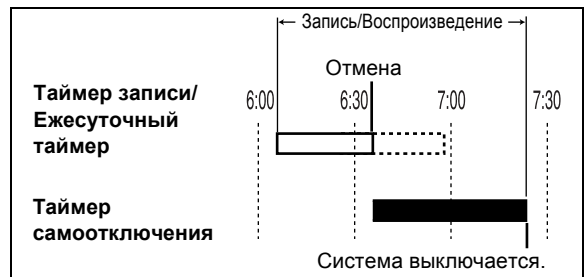 Запись/Воспроизведение
Отмена
Таймер записи/
Ежесуточный
таймер
6:00
6:30
7:00
7:30
Таймер
самоотключения
Система выключается.